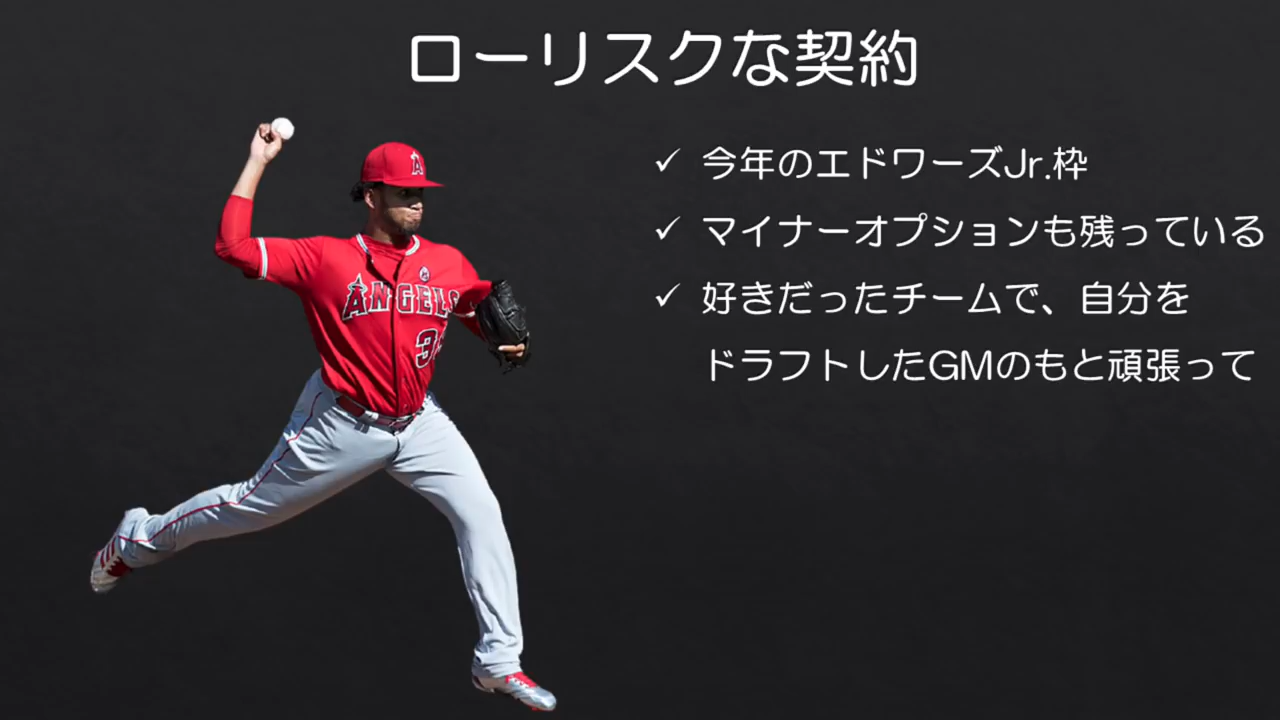 ローリスクな契約
✓ 今年のエドワーズJr.枠
✓ マイナーオプションも残っている
✓ 好きだったチームで、自分を
ドラフトしたGMのもと頑張って
A
ANGELS